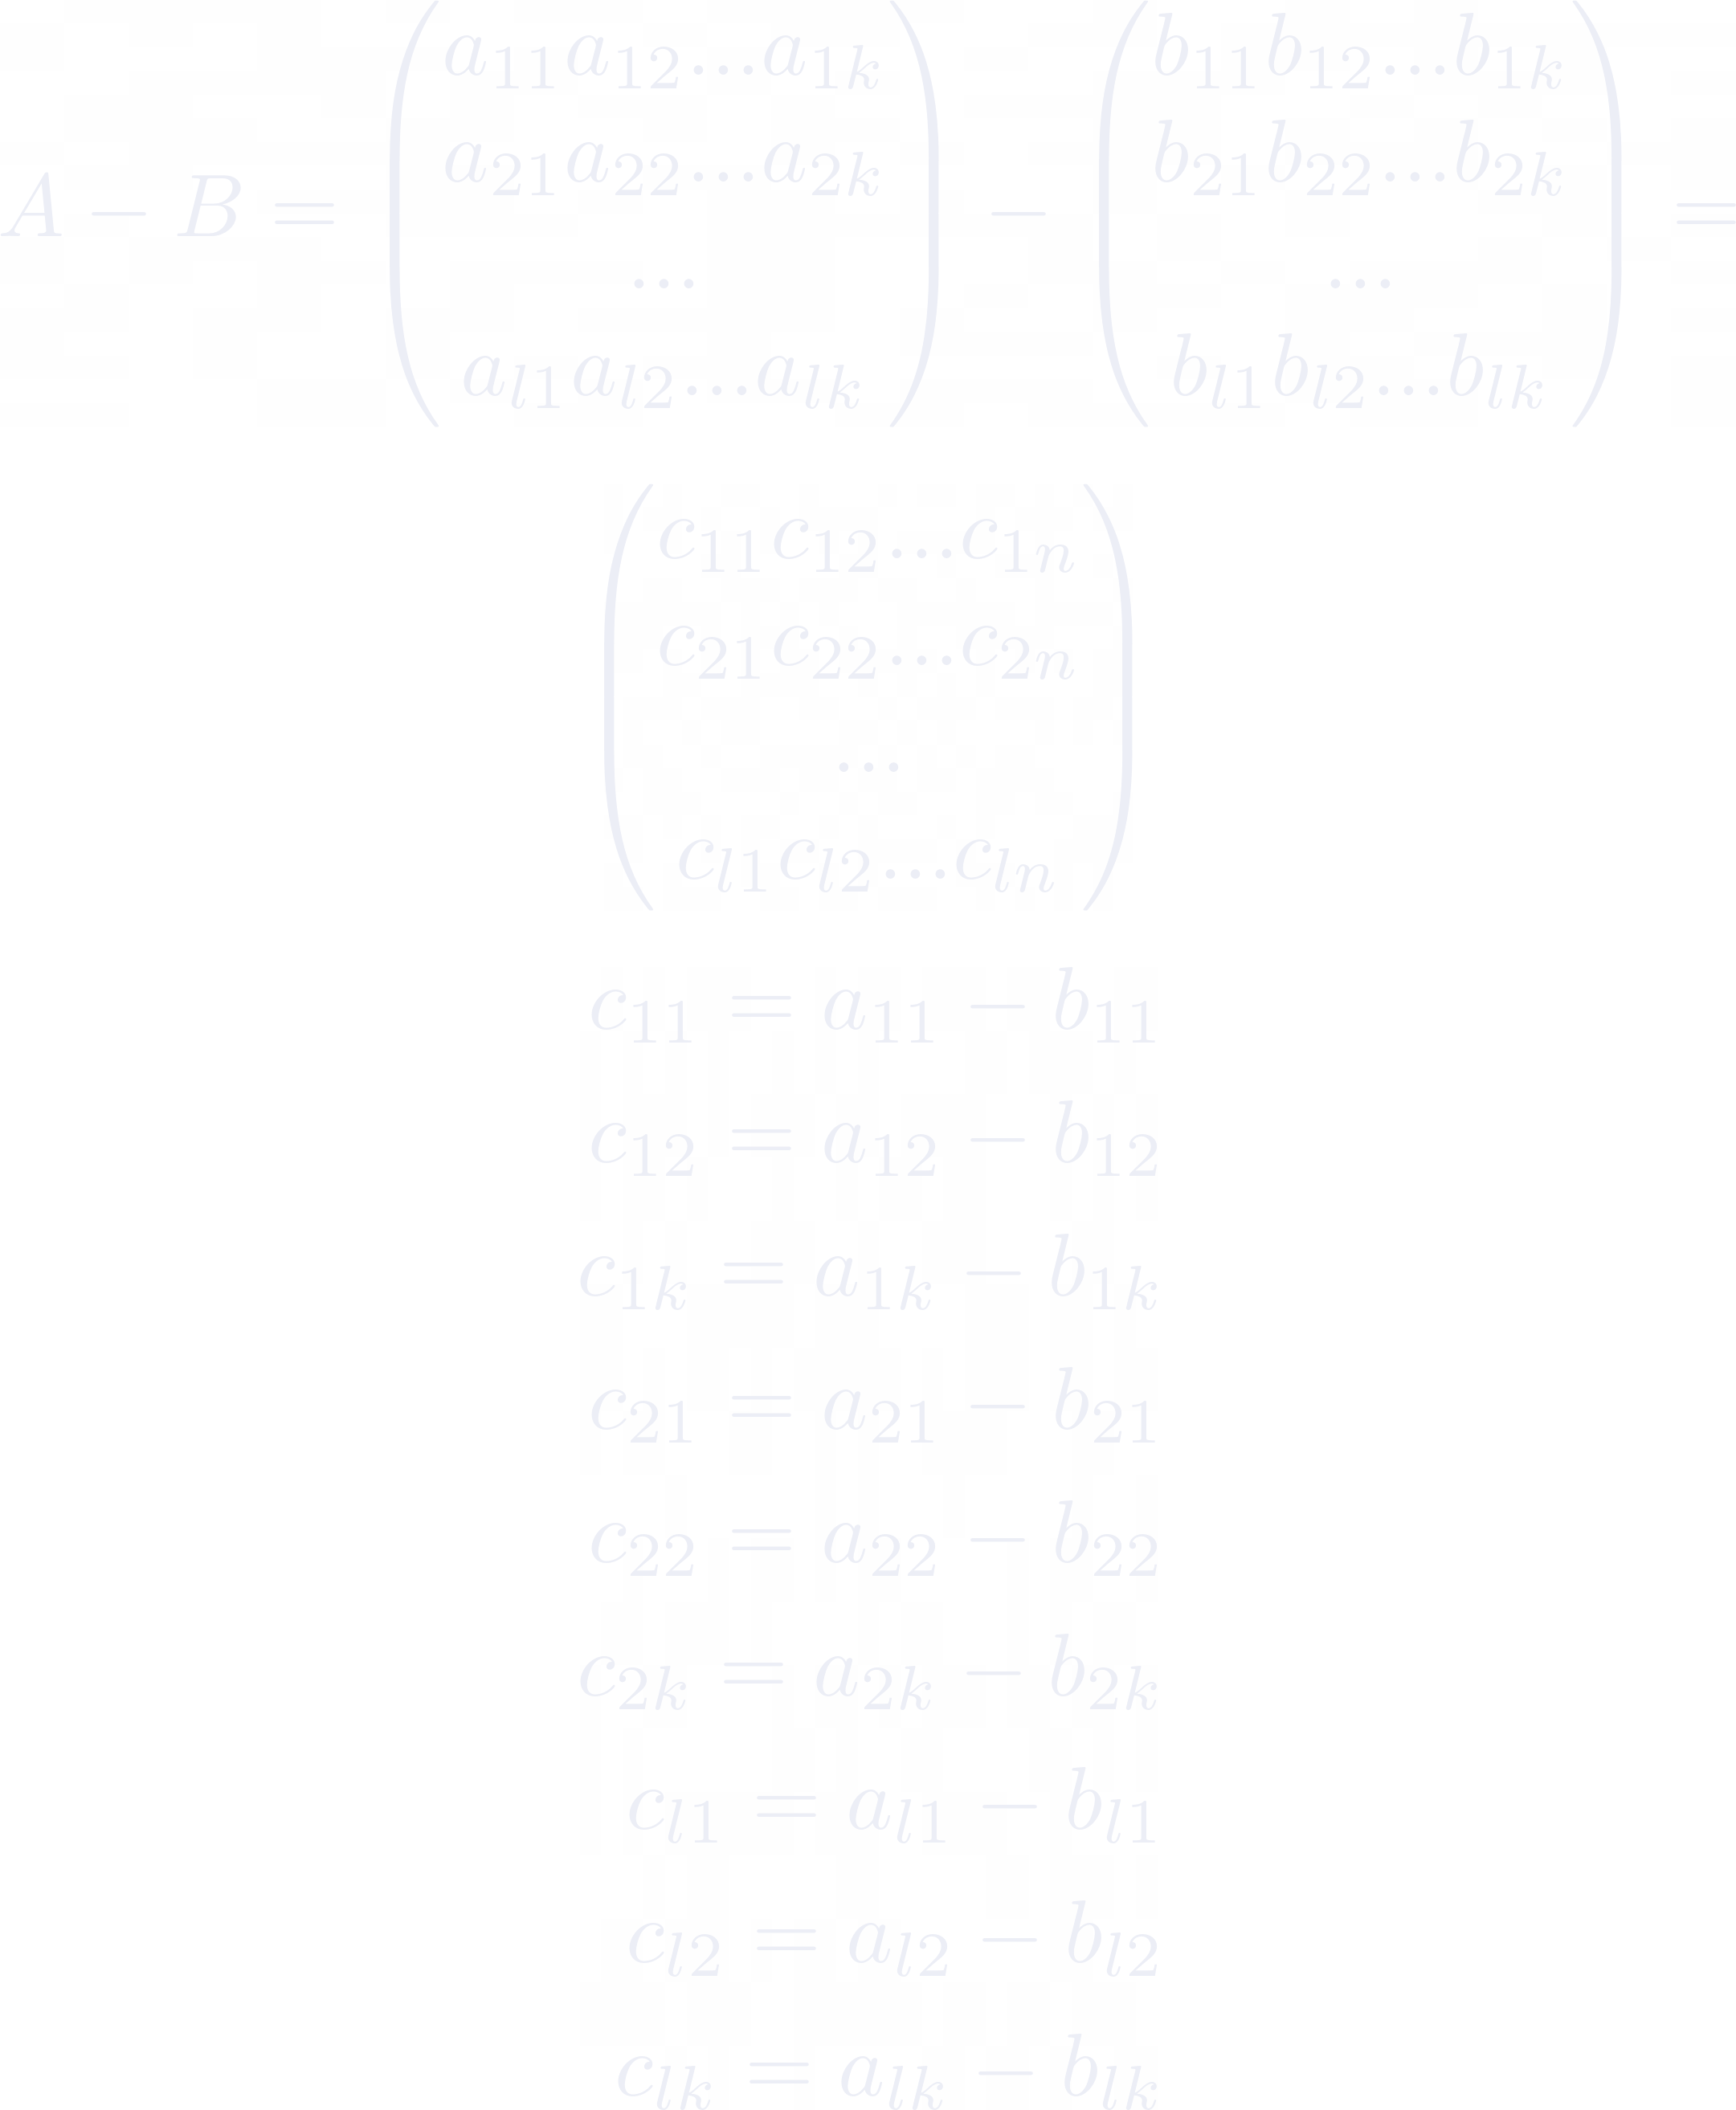 a₁₁a₁₂...a₁ₖ b₁₁b₁₂...b₁ₖ
a₂₁a₂₂...a₂ₖ b₂₁b₂₂...b₂ₖ
A − B = ( ) − ( ) =
... ...
aₗ₁aₗ₂...aₗₖ bₗ₁bₗ₂...bₗₖ
c₁₁c₁₂...c₁ₙ
c₂₁c₂₂...c₂ₙ
...
cₗ₁cₗ₂...cₗₙ
c₁₁ = a₁₁ − b₁₁
c₁₂ = a₁₂ − b₁₂
c₁ₖ = a₁ₖ − b₁ₖ
c₂₁ = a₂₁ − b₂₁
c₂₂ = a₂₂ − b₂₂
c₂ₖ = a₂ₖ − b₂ₖ
cₗ₁ = aₗ₁ − bₗ₁
cₗ₂ = aₗ₂ − bₗ₂
cₗₖ = aₗₖ − bₗₖ